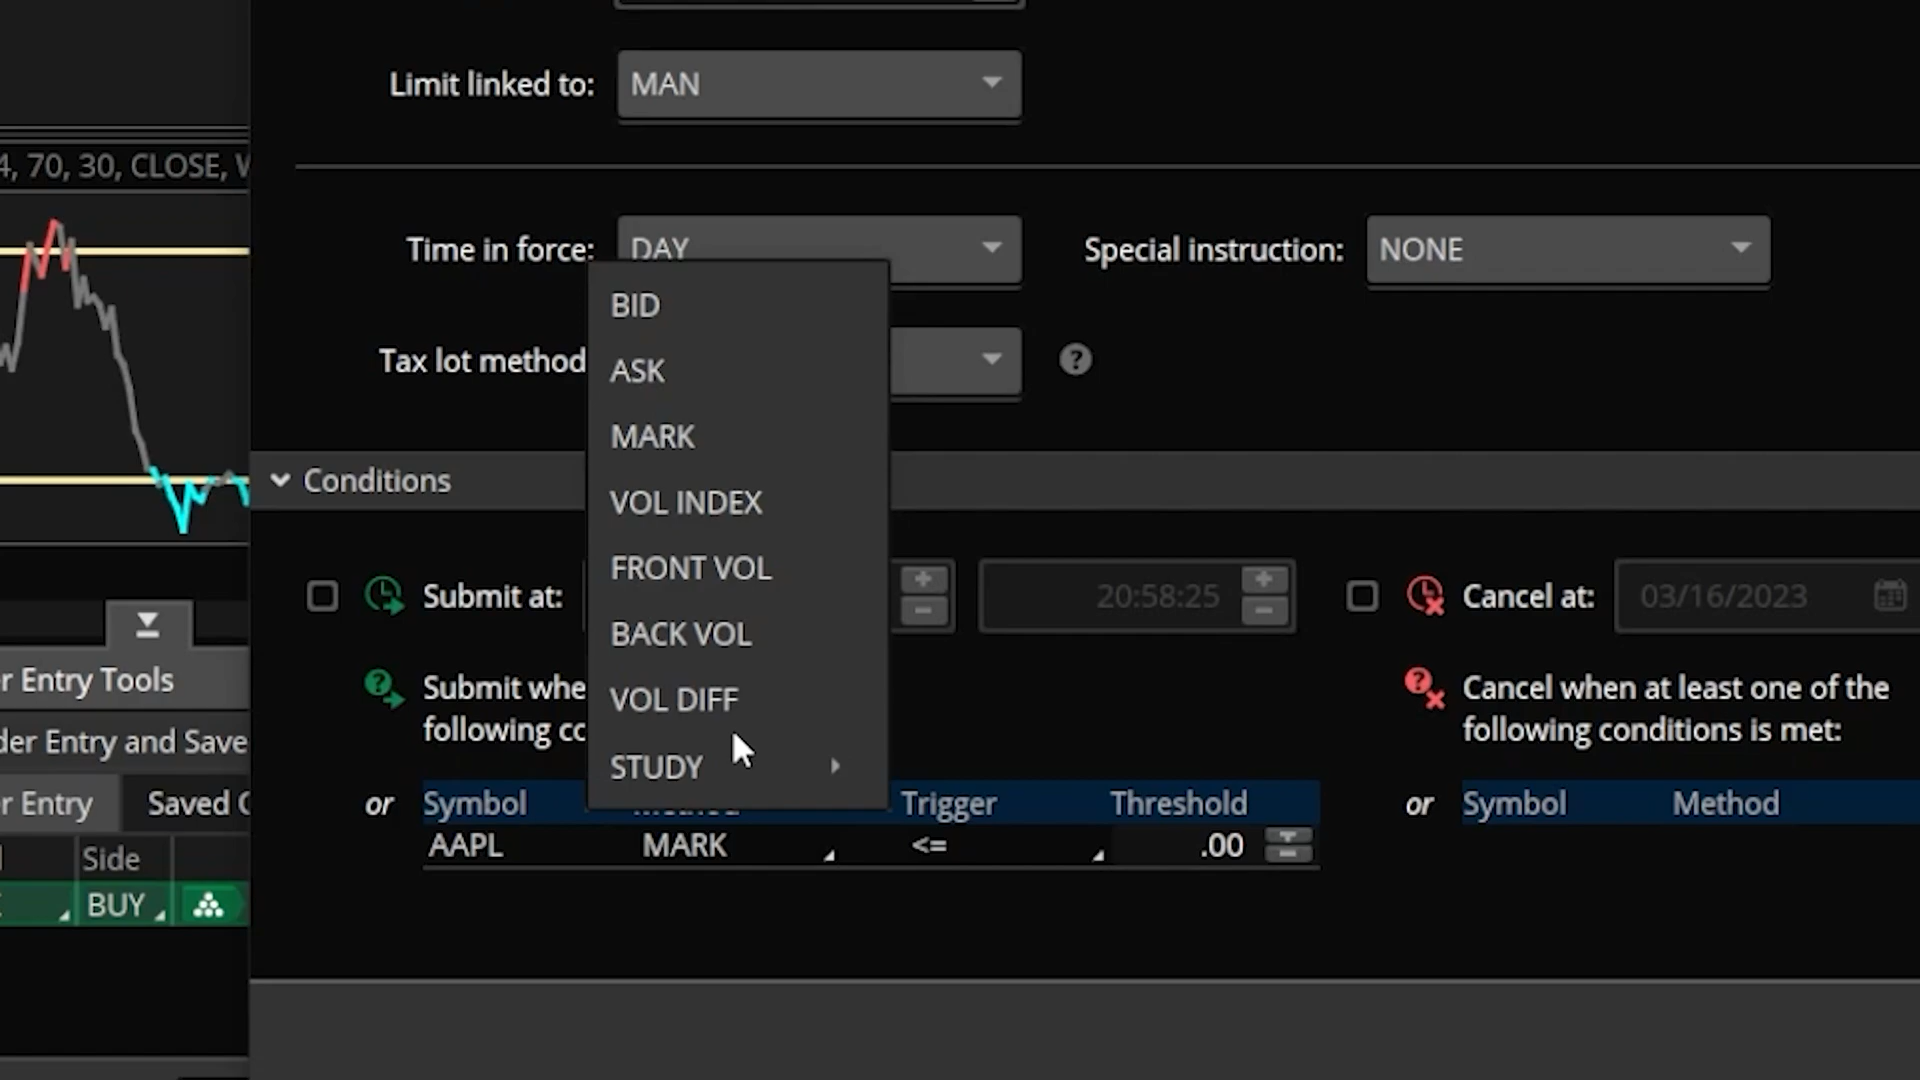 Limit linked to: MAN
4, 70, 30, CLOSE,
Time in force: DAY Special instruction: NONE
BID
ASK
MARK
VOL INDEX
FRONT VOL
BACK VOL
VOL DIFF
STUDY
Tax lot method
Conditions
Submit at: 20:58:25 Cancel at: 03/16/2023
Submit whe
following co
Cancel when at least one of the
following conditions is met:
or Symbol Trigger Threshold
AAPL MARK <= .00
or Symbol Method
r Entry Tools
der Entry and Save
r Entry Saved
Side
BUY